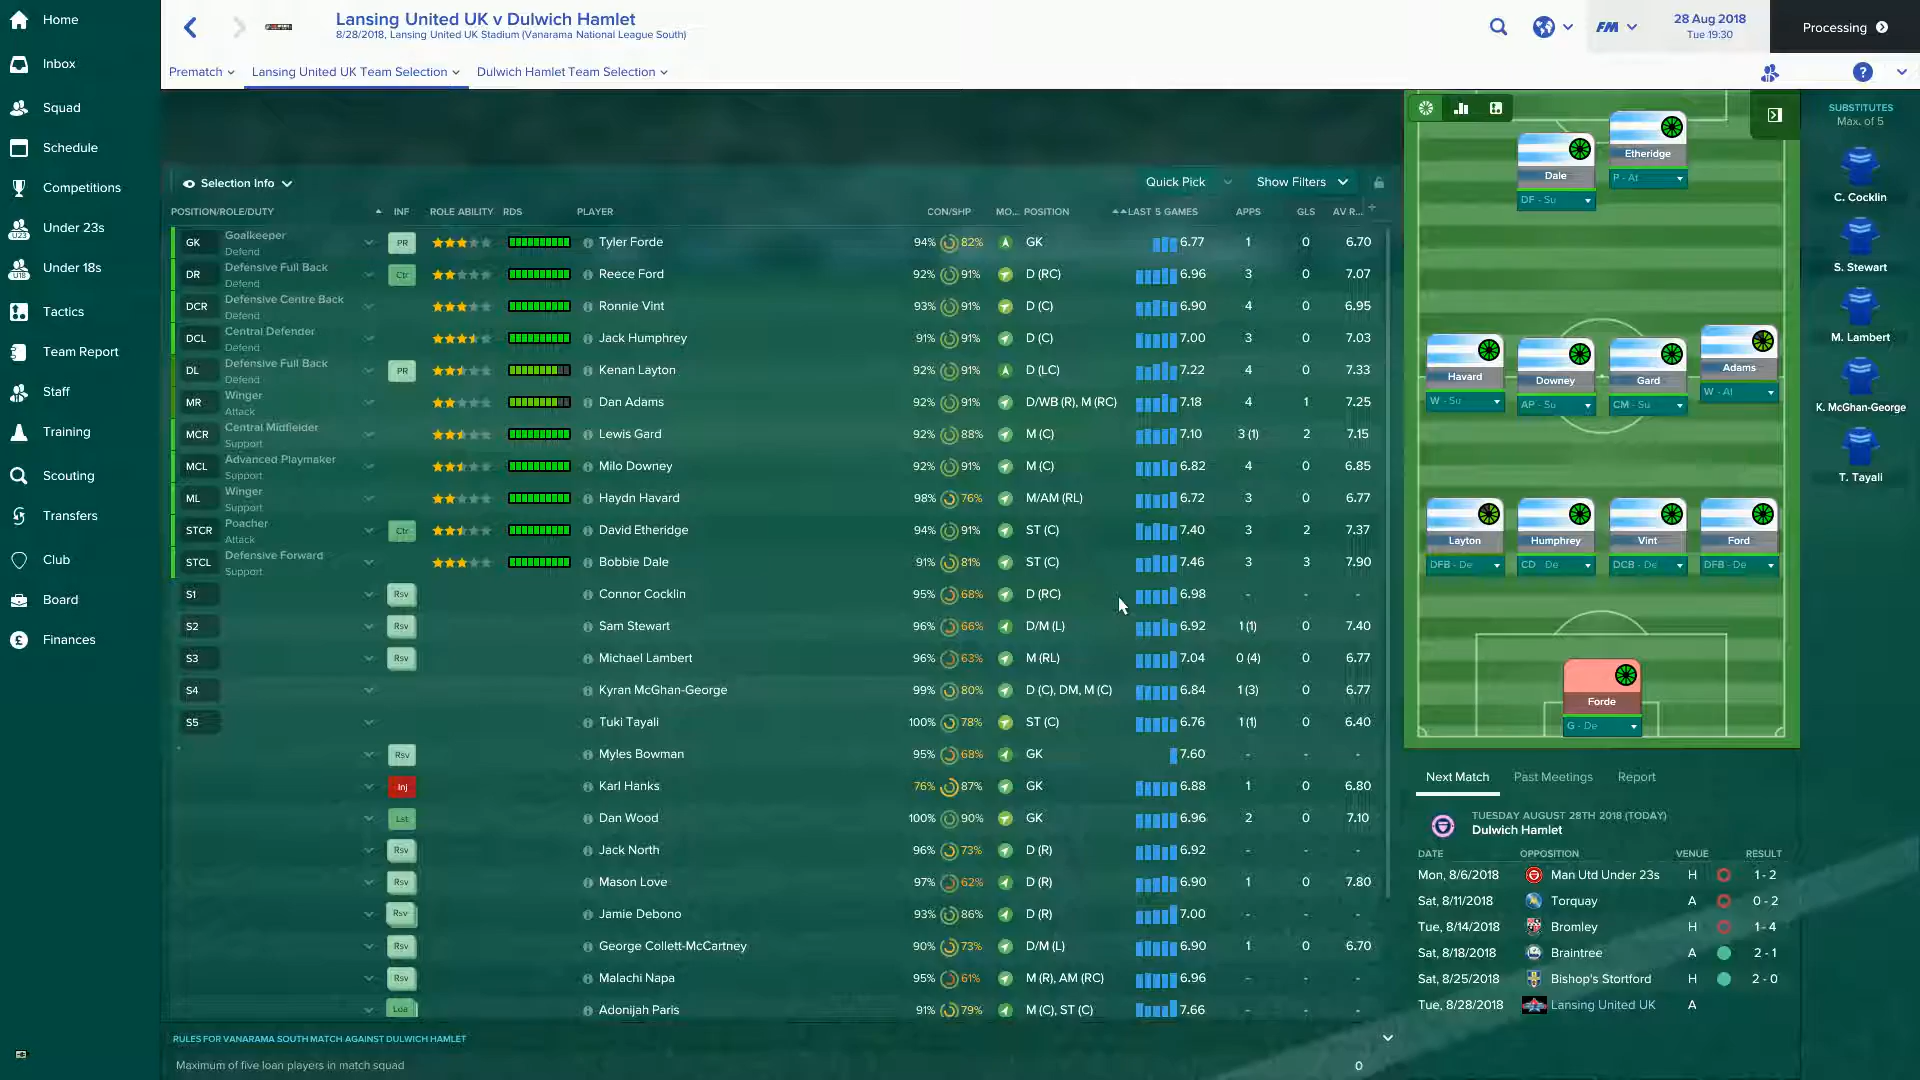 Home
Inbox
Squad
Schedule
Competitions
Under 23s
Under 18s
Tactics
Team Report
Staff
Training
Scouting
Transfers
Club
Board
Finances
Lansing United UK v Dulwich Hamlet
8/28/2018, Lansing United UK Stadium (Vanarama National League South)
FM
28 Aug 2018
Tue 19:30
Processing
Prematch Lansing United UK Team Selection Dulwich Hamlet Team Selection
Selection Info Quick Pick Show Filters
POSITION/ROLE/DUTY INF ROLE ABILITY RDS PLAYER CON/SHP MO... POSITION LAST 5 GAMES APPS GLS AV R...
GK Goalkeeper Defend PR Tyler Forde 94% 82% GK 6.77 1 0 6.70
DR Defensive Full Back Defend Ctr Reece Ford 92% 91% D (RC) 6.96 3 0 7.07
DCR Defensive Centre Back Defend Ronnie Vint 93% 91% D (C) 6.90 4 0 6.95
DCL Central Defender Defend Jack Humphrey 91% 91% D (C) 7.00 3 0 7.03
DL Defensive Full Back Defend PR Kenan Layton 92% 91% D (LC) 7.22 4 0 7.33
MR Winger Attack Dan Adams 92% 91% D/WB (R), M (RC) 7.18 4 1 7.25
MCR Central Midfielder Support Lewis Gard 92% 88% M (C) 7.10 3 (1) 2 7.15
MCL Advanced Playmaker Support Milo Downey 92% 91% M (C) 6.82 4 0 6.85
ML Winger Support Haydn Havard 98% 76% M/AM (RL) 6.72 3 0 6.77
STCR Poacher Attack Ctr David Etheridge 94% 91% ST (C) 7.40 3 2 7.37
STCL Defensive Forward Support Bobbie Dale 91% 81% ST (C) 7.46 3 3 7.90
S1 Rsv Connor Cocklin 95% 68% D (RC) 6.98 - - -
S2 Rsv Sam Stewart 96% 66% D/M (L) 6.92 1 (1) 0 7.40
S3 Rsv Michael Lambert 96% 63% M (RL) 7.04 0 (4) 0 6.77
S4 Kyran McGhan-George 99% 80% D (C), DM, M (C) 6.84 1 (3) 0 6.77
S5 Tuki Tayali 100% 78% ST (C) 6.76 1 (1) 0 6.40
Rsv Myles Bowman 95% 68% GK 7.60 - - -
Inj Karl Hanks 76% 87% GK 6.88 1 0 6.80
Lst Dan Wood 100% 90% GK 6.96 2 0 7.10
Rsv Jack North 96% 73% D (R) 6.92 - - -
Rsv Mason Love 97% 62% D (R) 6.90 1 0 7.80
Rsv Jamie Debono 93% 86% D (R) 7.00 - - -
Rsv George Collett-McCartney 90% 73% D/M (L) 6.90 1 0 6.70
Rsv Malachi Napa 95% 61% M (R), AM (RC) 6.96 - - -
Loa Adonijah Paris 91% 79% M (C), ST (C) 7.66 - - -
RULES FOR VANARAMA SOUTH MATCH AGAINST DULWICH HAMLET
Maximum of five loan players in match squad 0
Etheridge
P - At
Dale
DF - Su
Havard Downey Gard Adams
W - Su AP - Su CM - Su W - At
Layton Humphrey Vint Ford
DFB - De CD - De DCB - De DFB - De
Forde
G - De
SUBSTITUTES
Max. of 5
C. Cocklin
S. Stewart
M. Lambert
K. McGhan-George
T. Tayali
Next Match Past Meetings Report
TUESDAY AUGUST 28TH 2018 (TODAY)
Dulwich Hamlet
DATE OPPOSITION VENUE RESULT
Mon, 8/6/2018 Man Utd Under 23s H 1 - 2
Sat, 8/11/2018 Torquay A 0 - 2
Tue, 8/14/2018 Bromley H 1 - 4
Sat, 8/18/2018 Braintree A 2 - 1
Sat, 8/25/2018 Bishop's Stortford H 2 - 0
Tue, 8/28/2018 Lansing United UK A